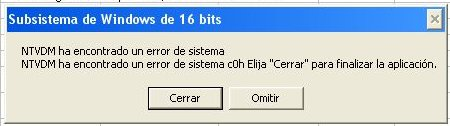 Subsistema de Windows de 16 bits
NTVDM ha encontrado un error de sistema
NTVDM ha encontrado un error de sistema c0h Elija "Cerrar" para finalizar la aplicación.
Cerrar
Omitir